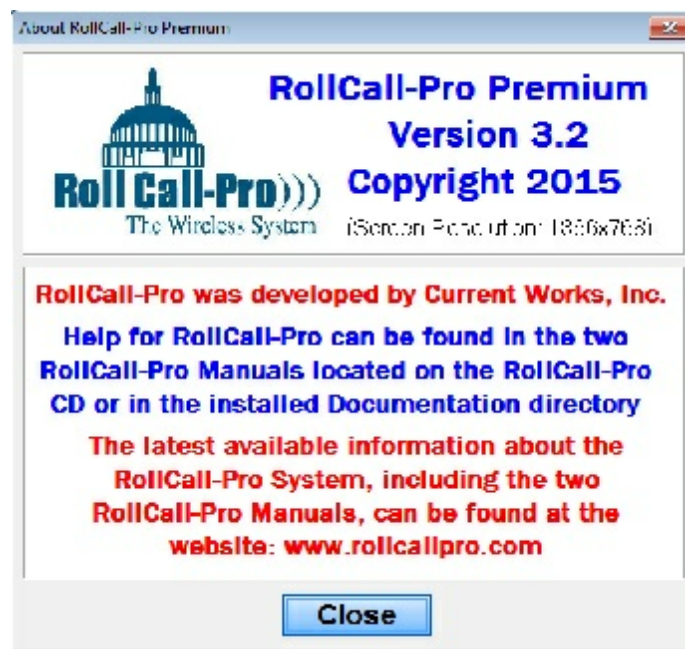 About RollCall-Pro Premium
RollCall-Pro Premium
Version 3.2
Copyright 2015
Roll Call-Pro)))
The Wireless System
(Screen Resolution: 1366x768)
RollCall-Pro was developed by Current Works, Inc.
Help for RollCall-Pro can be found in the two
RollCall-Pro Manuals located on the RollCall-Pro
CD or in the installed Documentation directory
The latest available information about the
RollCall-Pro System, including the two
RollCall-Pro Manuals, can be found at the
website: www.rollcallpro.com
Close